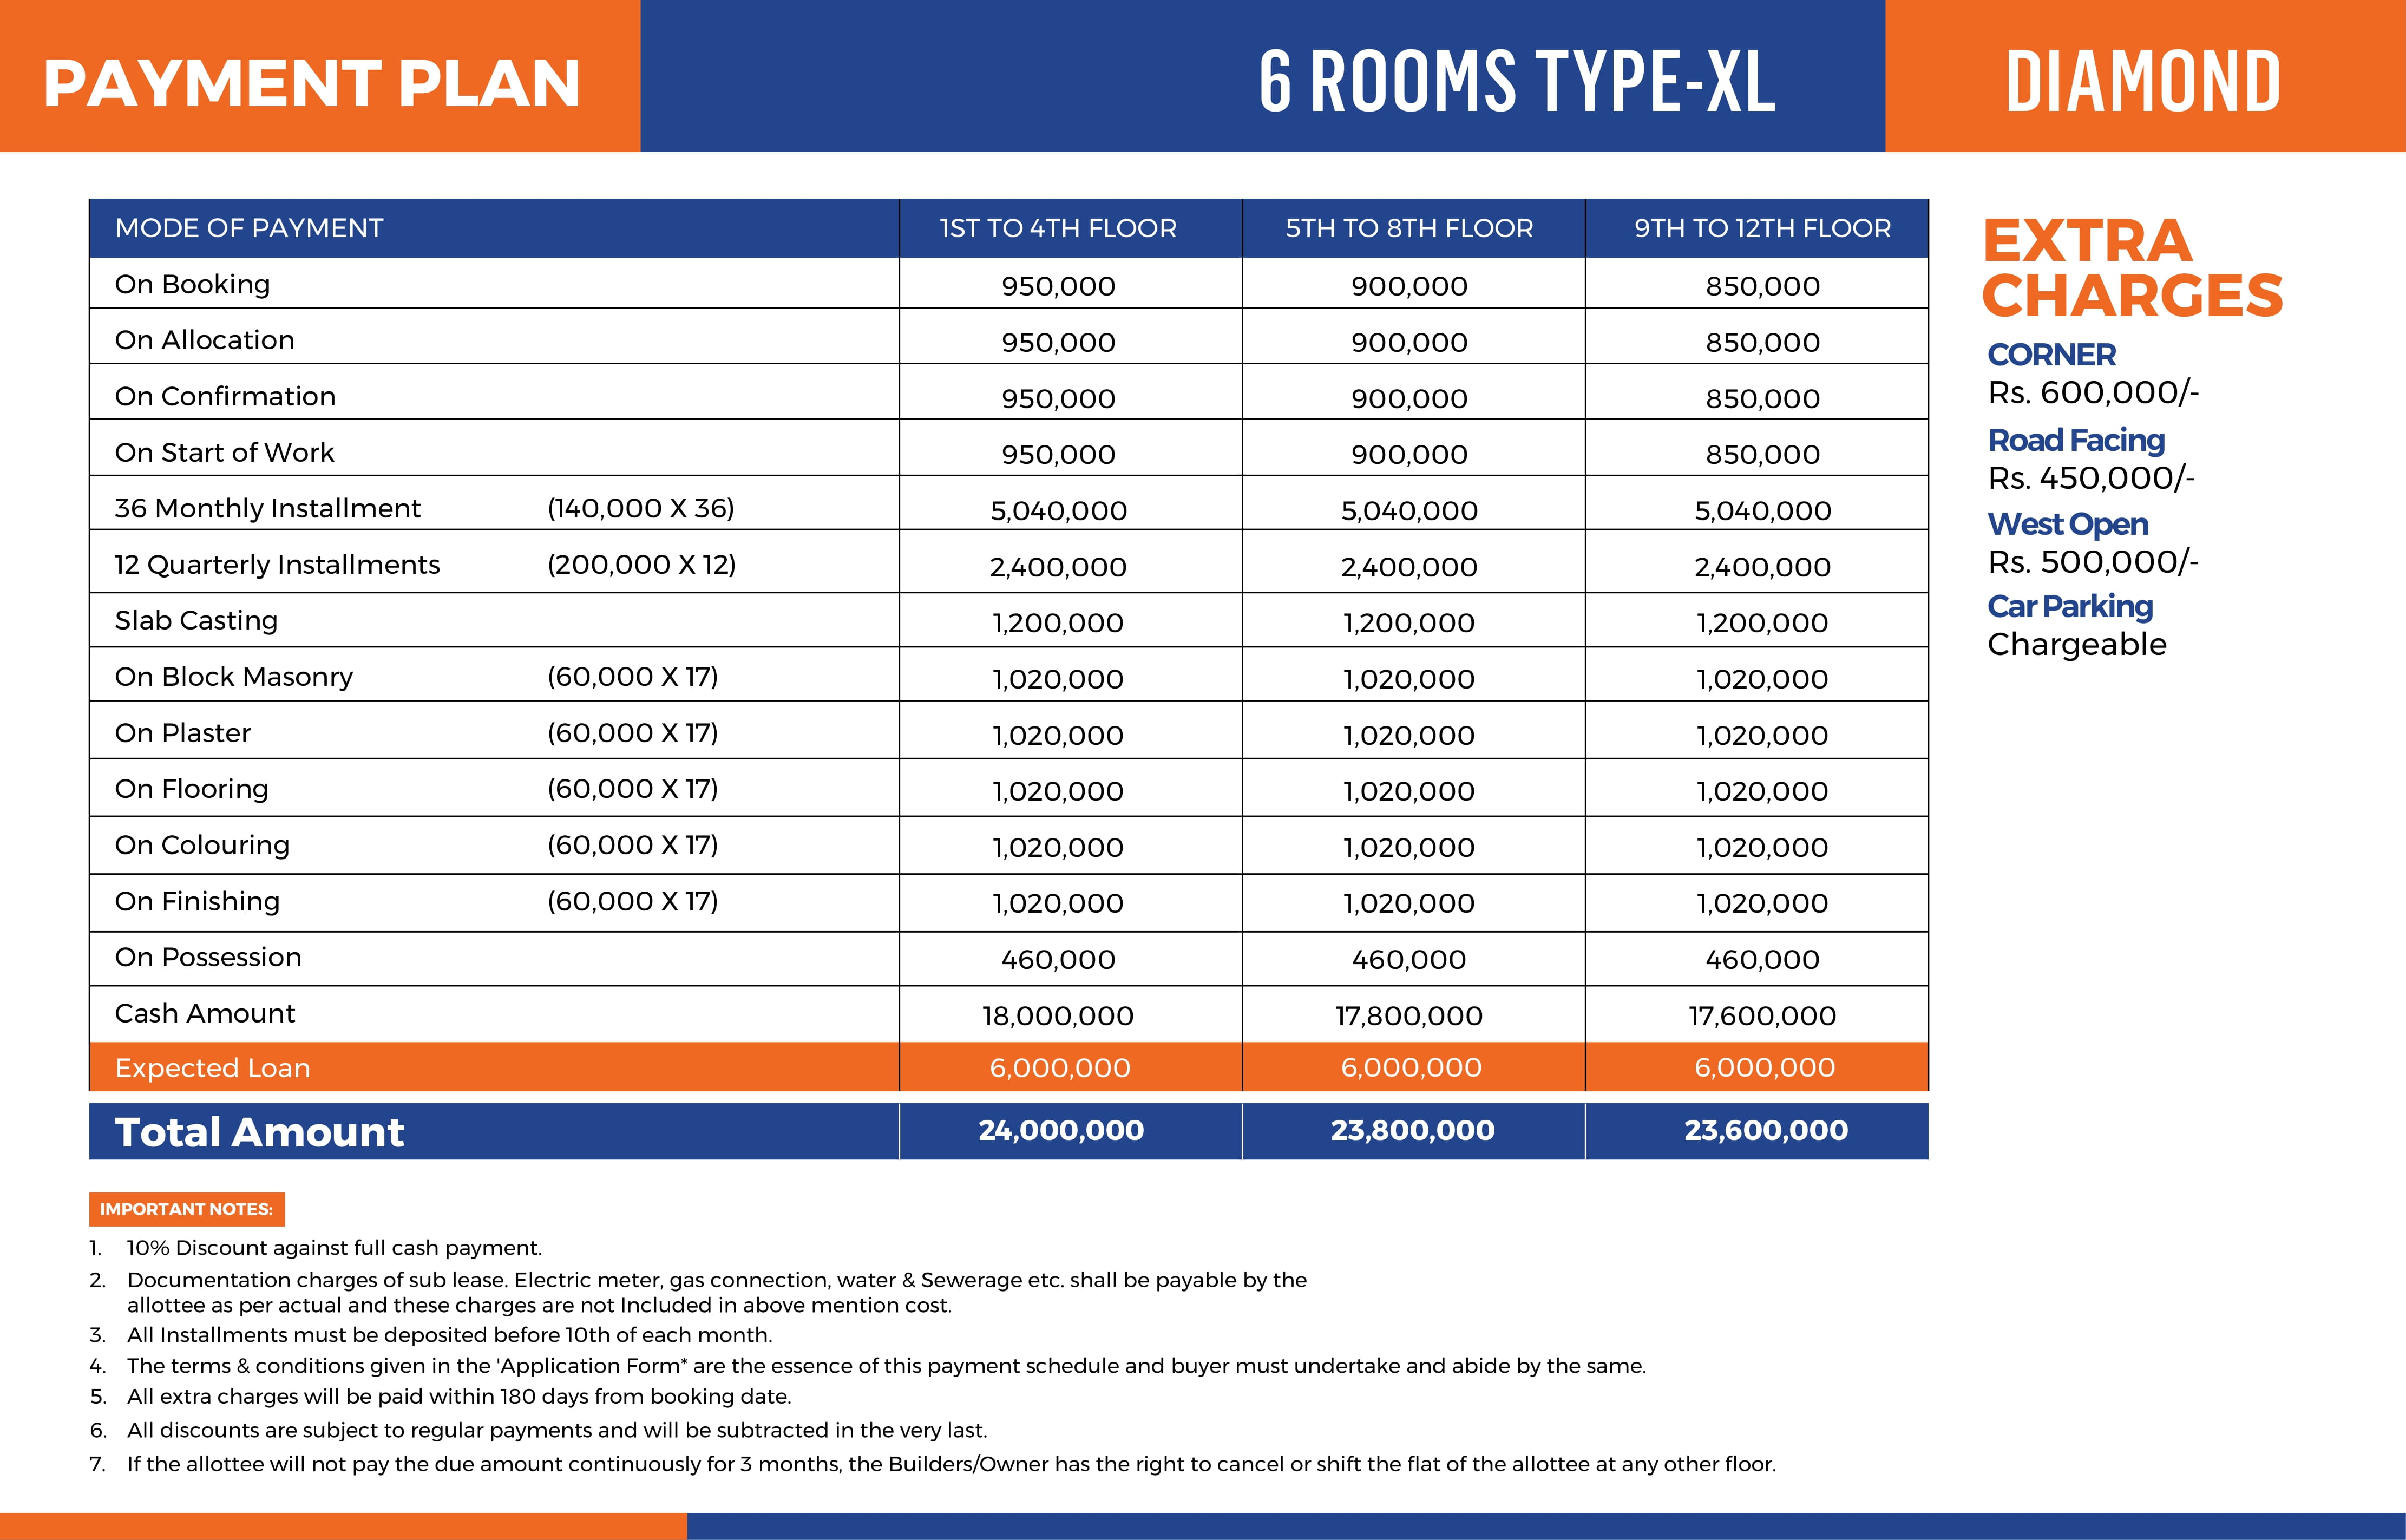 PAYMENT PLAN 6 ROOMS TYPE-XL DIAMOND
MODE OF PAYMENT 1ST TO 4TH FLOOR 5TH TO 8TH FLOOR 9TH TO 12TH FLOOR
On Booking 950,000 900,000 850,000
On Allocation 950,000 900,000 850,000
On Confirmation 950,000 900,000 850,000
On Start of Work 950,000 900,000 850,000
36 Monthly Installment (140,000 X 36) 5,040,000 5,040,000 5,040,000
12 Quarterly Installments (200,000 X 12) 2,400,000 2,400,000 2,400,000
Slab Casting 1,200,000 1,200,000 1,200,000
On Block Masonry (60,000 X 17) 1,020,000 1,020,000 1,020,000
On Plaster (60,000 X 17) 1,020,000 1,020,000 1,020,000
On Flooring (60,000 X 17) 1,020,000 1,020,000 1,020,000
On Colouring (60,000 X 17) 1,020,000 1,020,000 1,020,000
On Finishing (60,000 X 17) 1,020,000 1,020,000 1,020,000
On Possession 460,000 460,000 460,000
Cash Amount 18,000,000 17,800,000 17,600,000
Expected Loan 6,000,000 6,000,000 6,000,000
Total Amount 24,000,000 23,800,000 23,600,000
EXTRA
CHARGES
CORNER
Rs. 600,000/-
Road Facing
Rs. 450,000/-
West Open
Rs. 500,000/-
Car Parking
Chargeable
IMPORTANT NOTES:
1. 10% Discount against full cash payment.
2. Documentation charges of sub lease. Electric meter, gas connection, water & Sewerage etc. shall be payable by the
allottee as per actual and these charges are not Included in above mention cost.
3. All Installments must be deposited before 10th of each month.
4. The terms & conditions given in the 'Application Form* are the essence of this payment schedule and buyer must undertake and abide by the same.
5. All extra charges will be paid within 180 days from booking date.
6. All discounts are subject to regular payments and will be subtracted in the very last.
7. If the allottee will not pay the due amount continuously for 3 months, the Builders/Owner has the right to cancel or shift the flat of the allottee at any other floor.